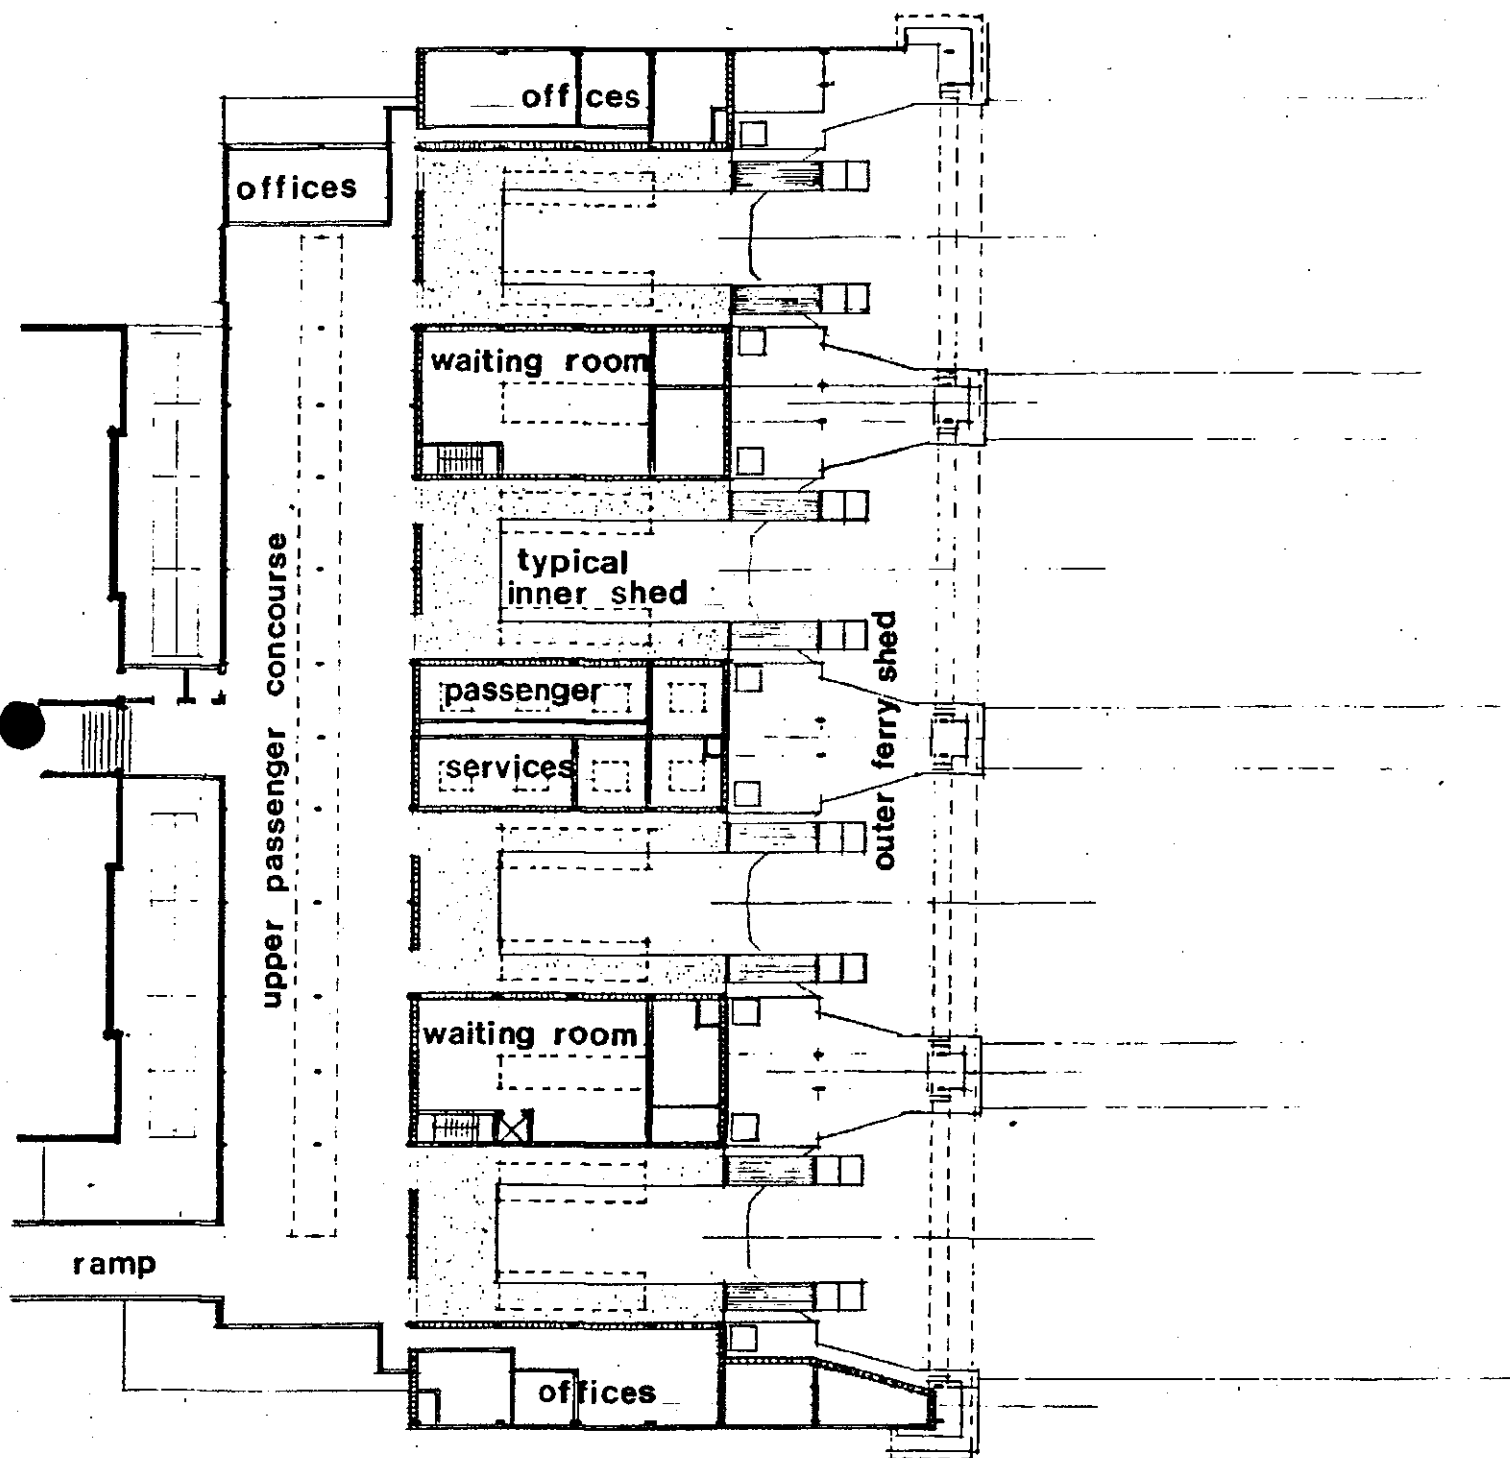 offices
offices
waiting room
typical
inner shed
upper passenger concourse
outer ferry shed
passenger
services
waiting room
ramp
offices